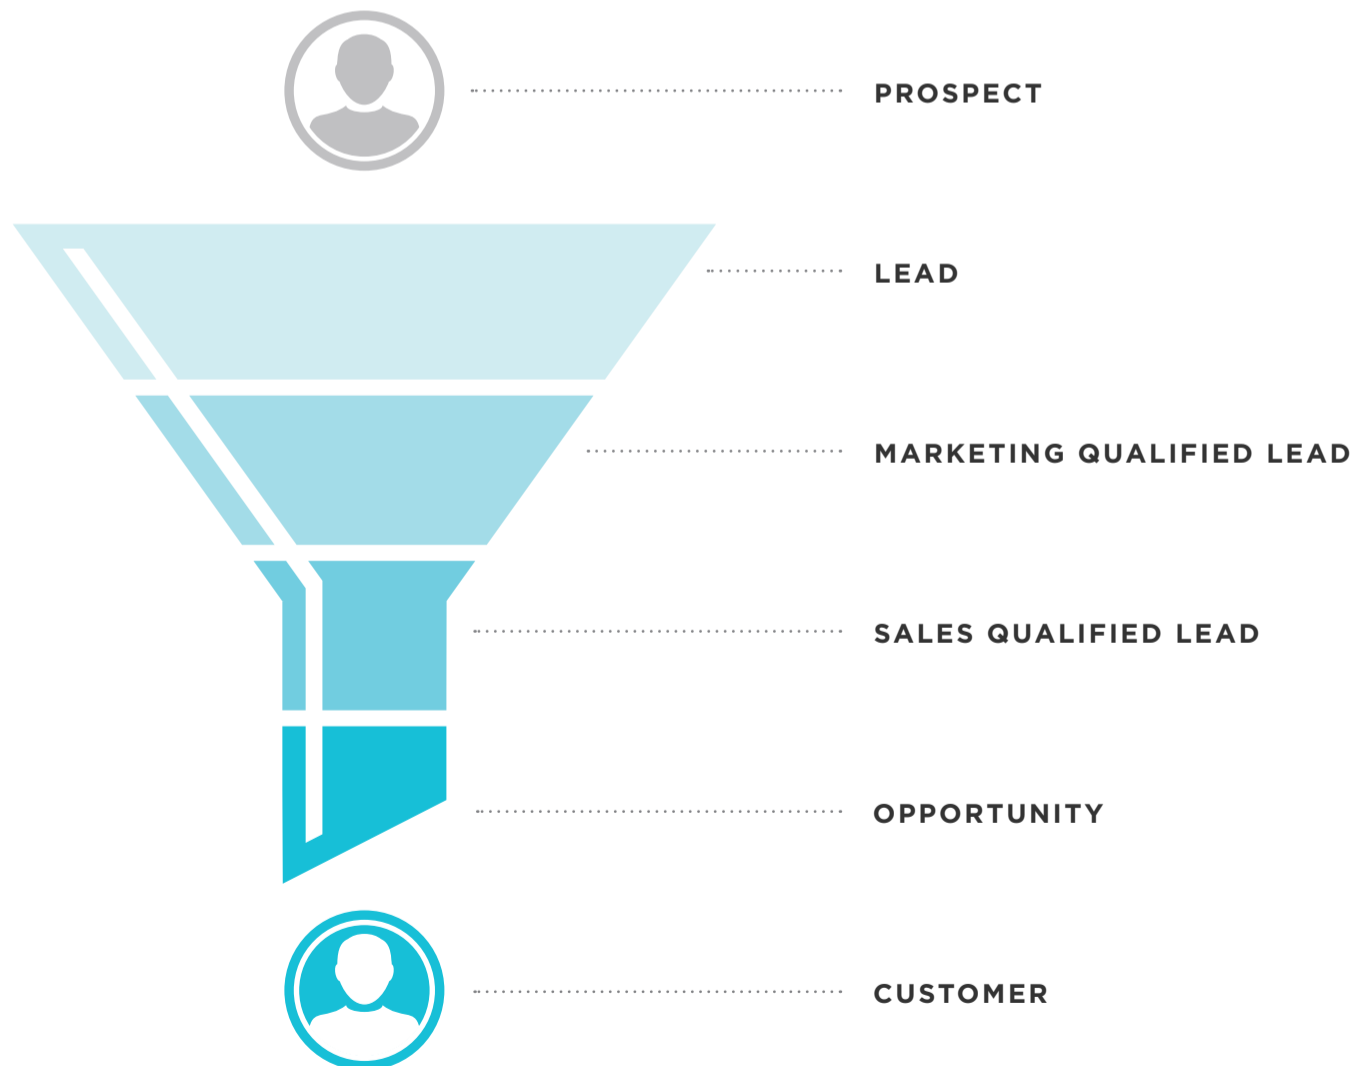 PROSPECT
LEAD
MARKETING QUALIFIED LEAD
SALES QUALIFIED LEAD
OPPORTUNITY
CUSTOMER